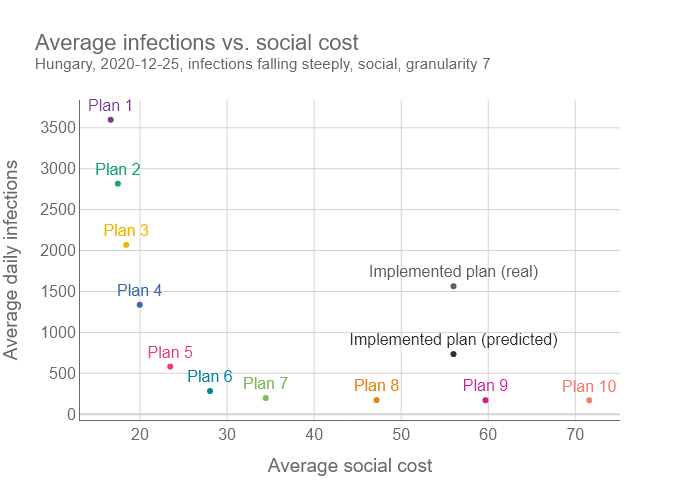 Average infections vs. social cost
Hungary, 2020-12-25, infections falling steeply, social, granularity 7
Plan 1
3500
Plan 2
3000
2500
Plan 3
2000
Implemented plan (real)
Plan 4
1500
Implemented plan (predicted)
1000
Plan 5
Plan 6
Plan 7
Plan 8
Plan 9
Plan 10
500
0
20
30
40
50
60
70
Average social cost
Average daily infections